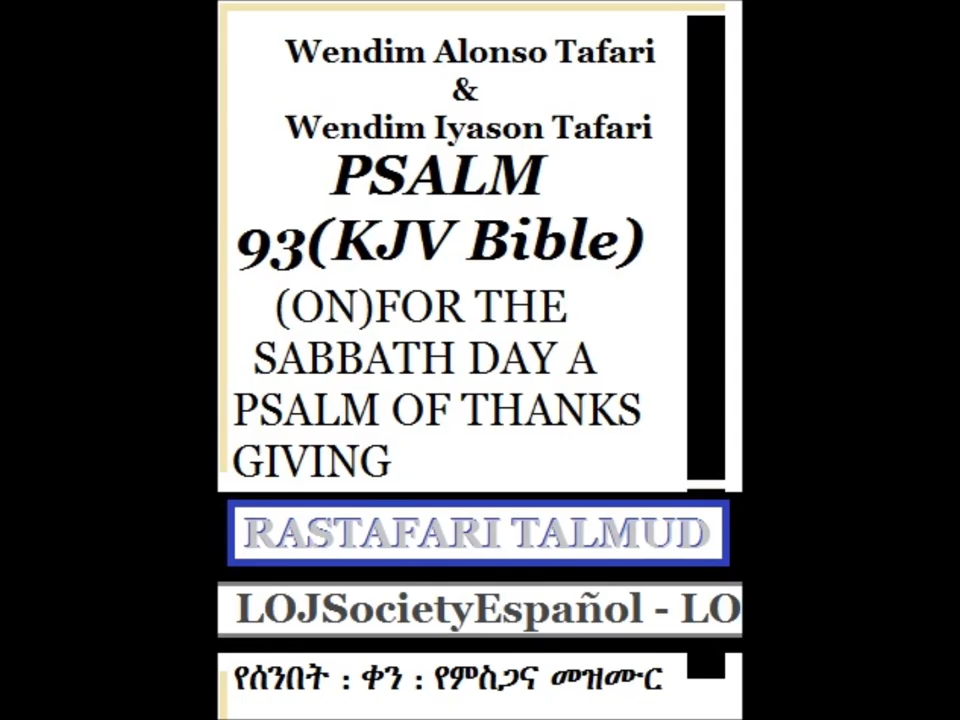 Wendim Alonso Tafari
&
Wendim Iyason Tafari
PSALM
93(KJV Bible)
(ON)FOR THE
SABBATH DAY A
PSALM OF THANKS
GIVING
RASTAFARI TALMUD
LOJSocietyEspañol - LO
የሰንበት : ቀን : የምስጋና መዝሙር